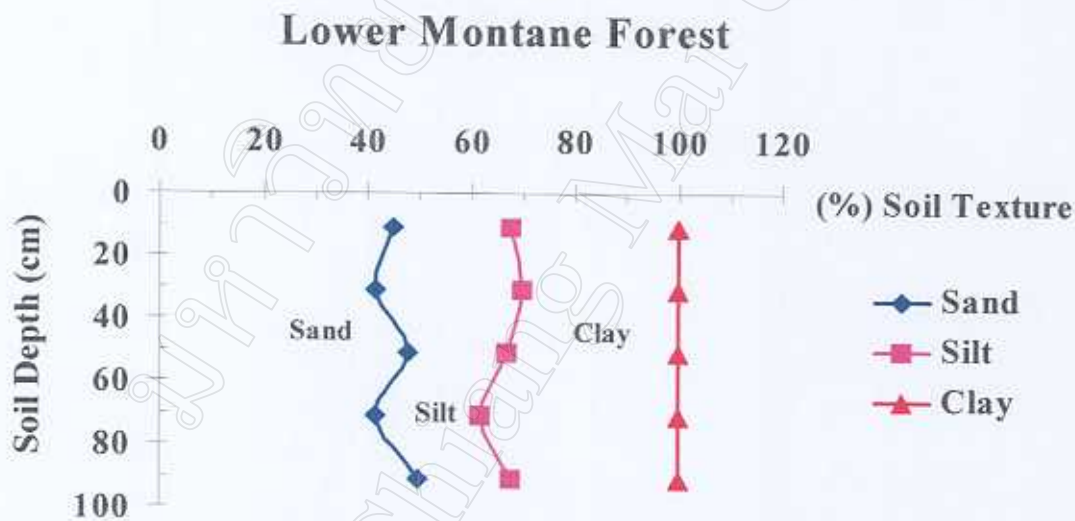 Lower Montane Forest
0 20 40 60 80 100 120
(%) Soil Texture
Soil Depth (cm)
0
20
40
60
80
100
Sand
Silt
Clay
Sand
Silt
Clay